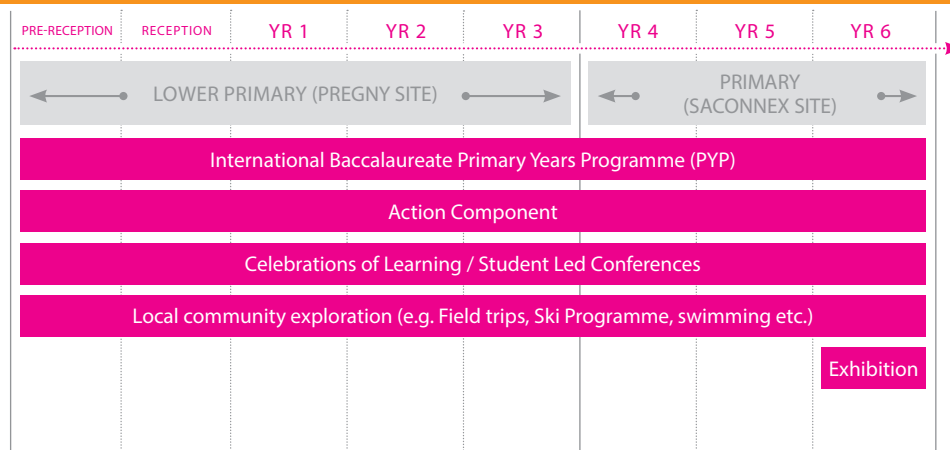 PRE-RECEPTION RECEPTION YR 1 YR 2 YR 3 YR 4 YR 5 YR 6
LOWER PRIMARY (PREGNY SITE)
PRIMARY
(SACONNEX SITE)
International Baccalaureate Primary Years Programme (PYP)
Action Component
Celebrations of Learning / Student Led Conferences
Local community exploration (e.g. Field trips, Ski Programme, swimming etc.)
Exhibition